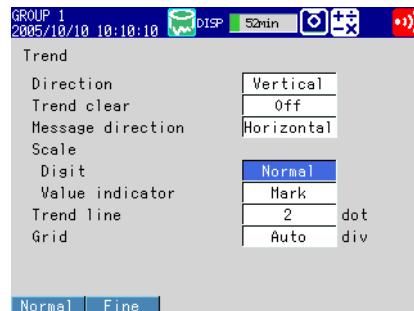 GROUP 1
2005/10/10 10:10:10 DISP 52min
Trend
Direction Vertical
Trend clear Off
Message direction Horizontal
Scale
Digit Normal
Value indicator Mark
Trend line 2 dot
Grid Auto div
Normal Fine